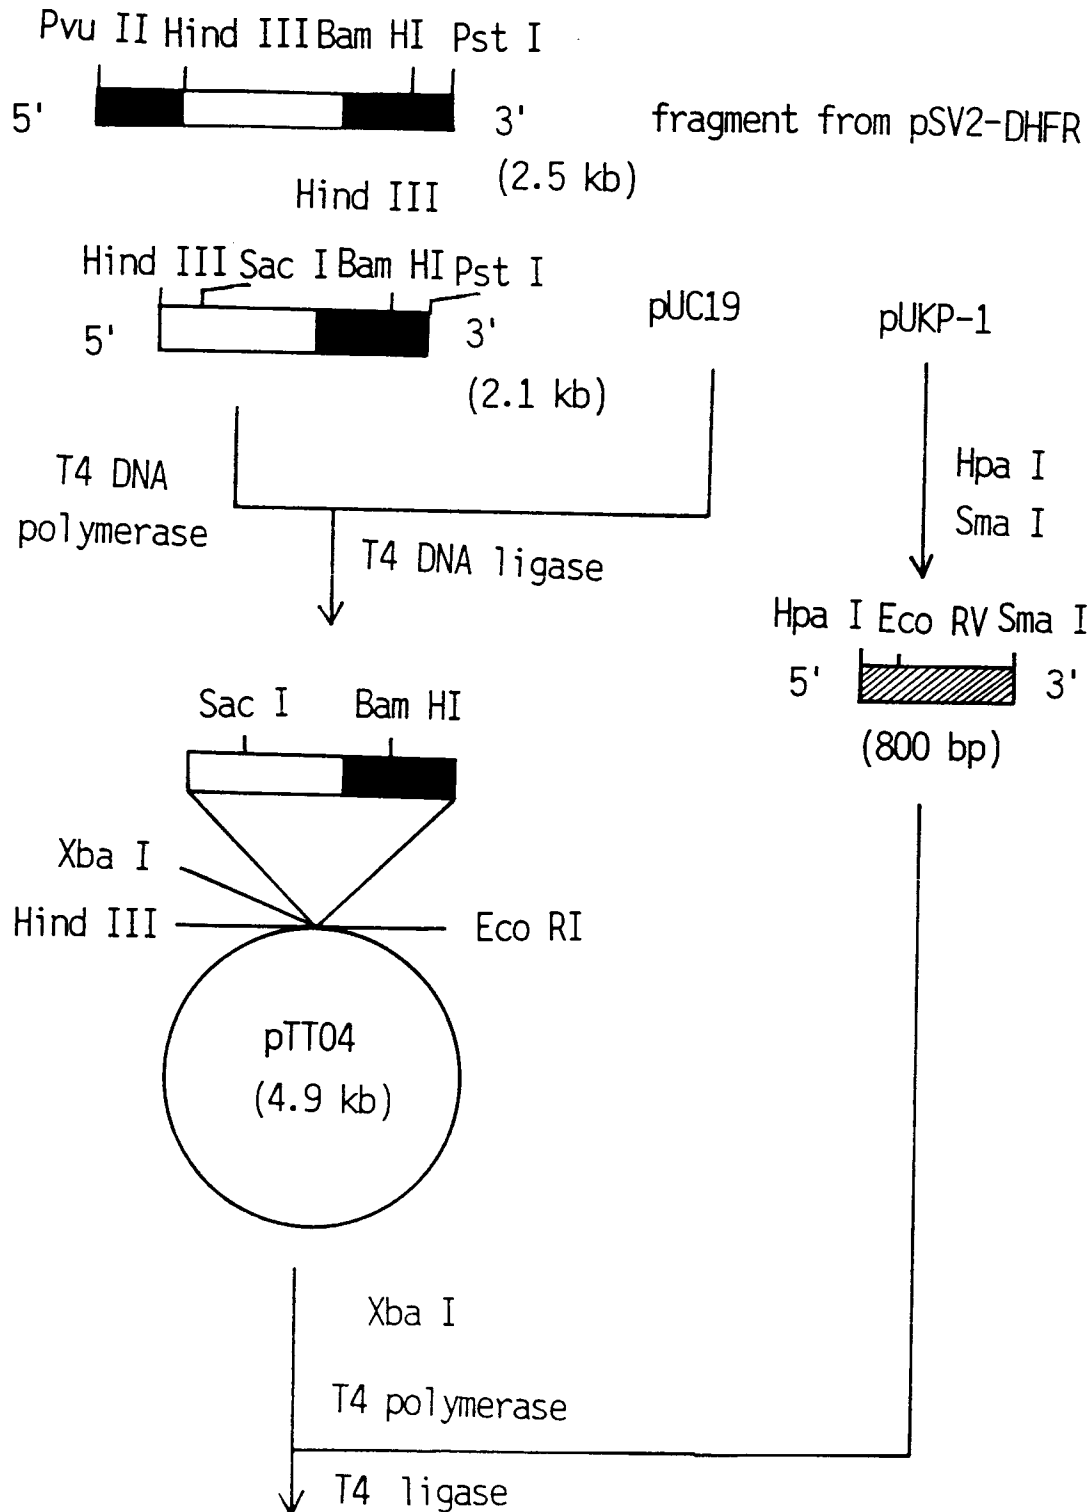 Pvu II Hind III Bam HI Pst I
5' 3' fragment from pSV2-DHFR
(2.5 kb)
Hind III
Hind III Sac I Bam HI Pst I
5' 3'
(2.1 kb)
pUC19
pUKP-1
T4 DNA
polymerase
T4 DNA ligase
Hpa I
Sma I
Hpa I Eco RV Sma I
5' 3'
(800 bp)
Sac I Bam HI
Xba I
Hind III Eco RI
pTT04
(4.9 kb)
Xba I
T4 polymerase
T4 ligase